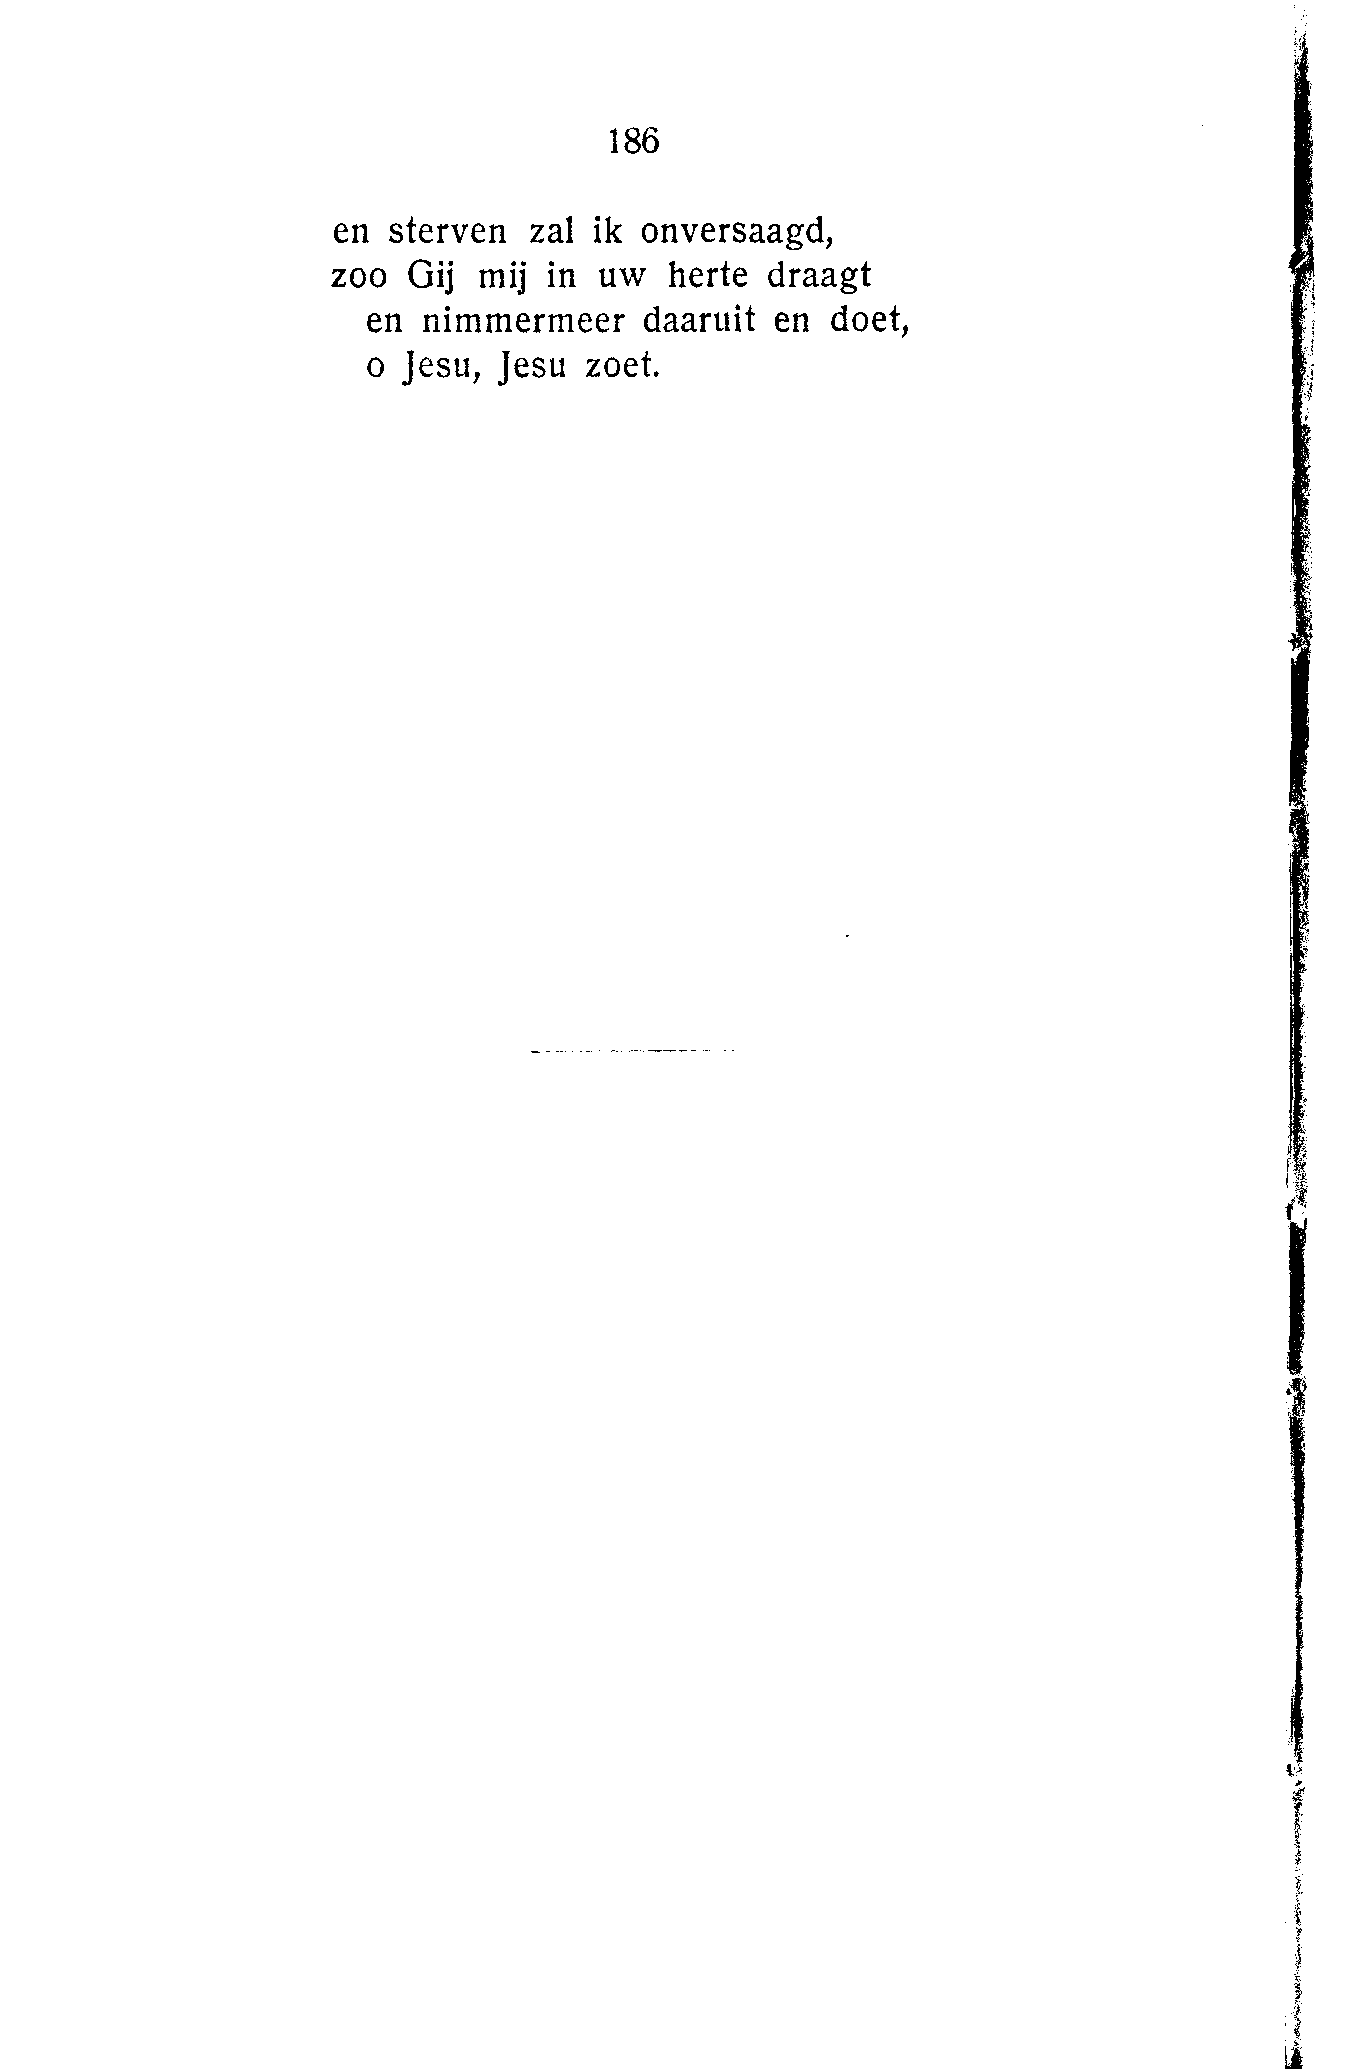 186
en sterven zal ik onversaagd,
zoo Gij mij in uw herte draagt
en nimmermeer daaruit en doet,
o Jesu, Jesu zoet.